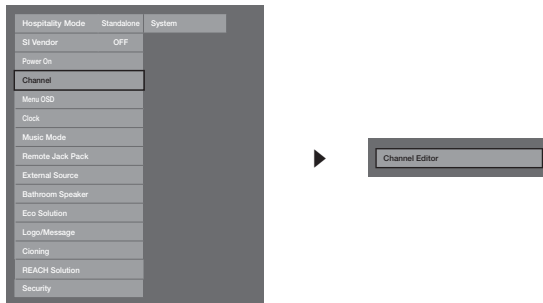 Hospitality Mode Standalone System
SI Vendor OFF
Power On
Channel
Menu OSD
Clock
Music Mode
Remote Jack Pack
External Source
Bathroom Speaker
Eco Solution
Logo/Message
Cloning
REACH Solution
Security
Channel Editor